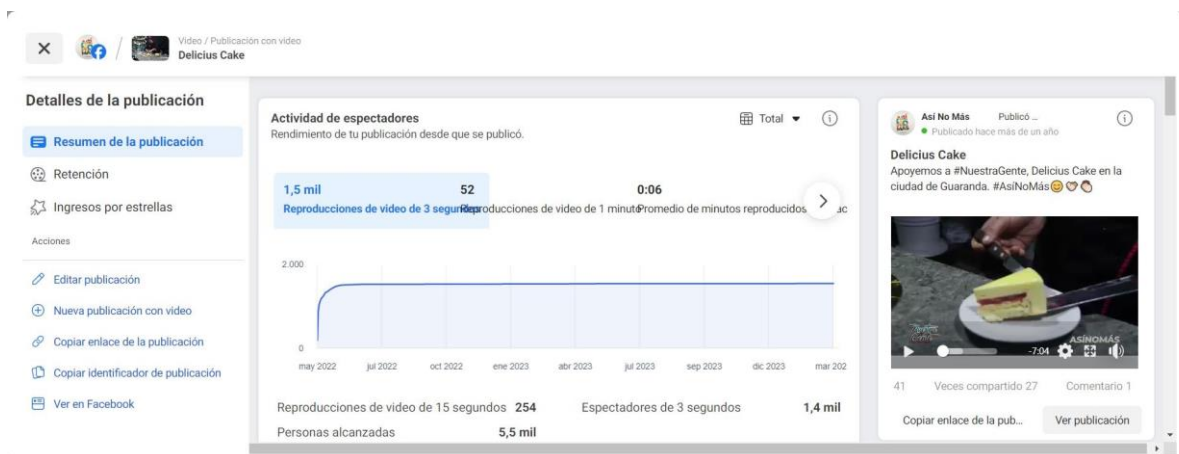 Video / Publicación con video
Delicius Cake
Detalles de la publicación
Resumen de la publicación
Retención
Ingresos por estrellas
Acciones
Editar publicación
Nueva publicación con video
Copiar enlace de la publicación
Copiar identificador de publicación
Ver en Facebook
Actividad de espectadores
Rendimiento de tu publicación desde que se publicó.
Total
1,5 mil
Reproducciones de video de 3 segundos
52
Reproducciones de video de 1 minuto
0:06
Promedio de minutos reproducidos
2.000
0
may 2022 jul 2022 oct 2022 ene 2023 abr 2023 jul 2023 sep 2023 dic 2023 mar 202
Reproducciones de video de 15 segundos 254
Espectadores de 3 segundos 1,4 mil
Personas alcanzadas 5,5 mil
Así No Más Publicó ...
Publicado hace más de un año
Delicius Cake
Apoyemos a #NuestraGente, Delicius Cake en la
ciudad de Guaranda. #AsíNoMás
ASÍNOMÁS
-7:04
41 Veces compartido 27 Comentario 1
Copiar enlace de la pub... Ver publicación